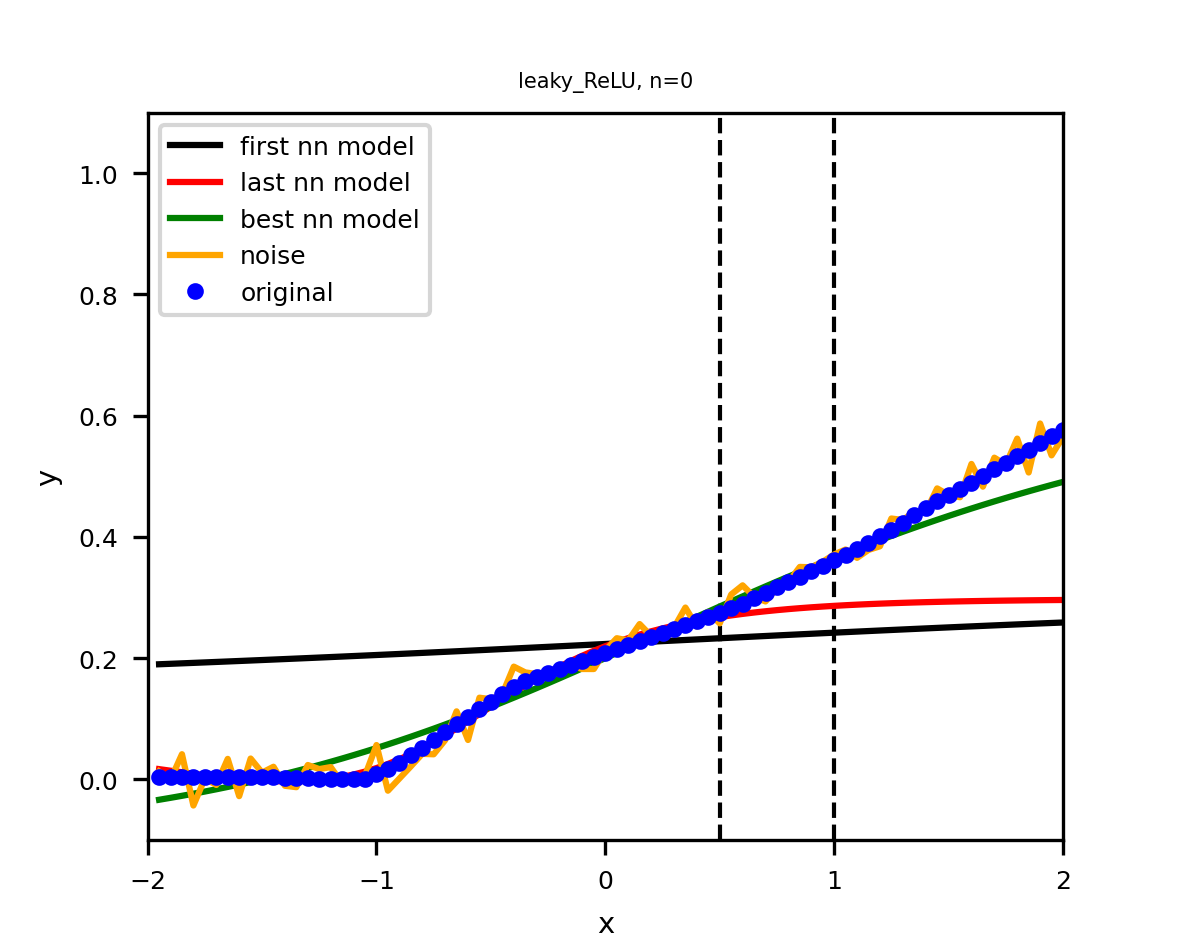 leaky_ReLU, n=0
first nn model
last nn model
best nn model
noise
original
1.0
0.8
0.6
0.4
0.2
0.0
y
−2
−1
0
1
2
x